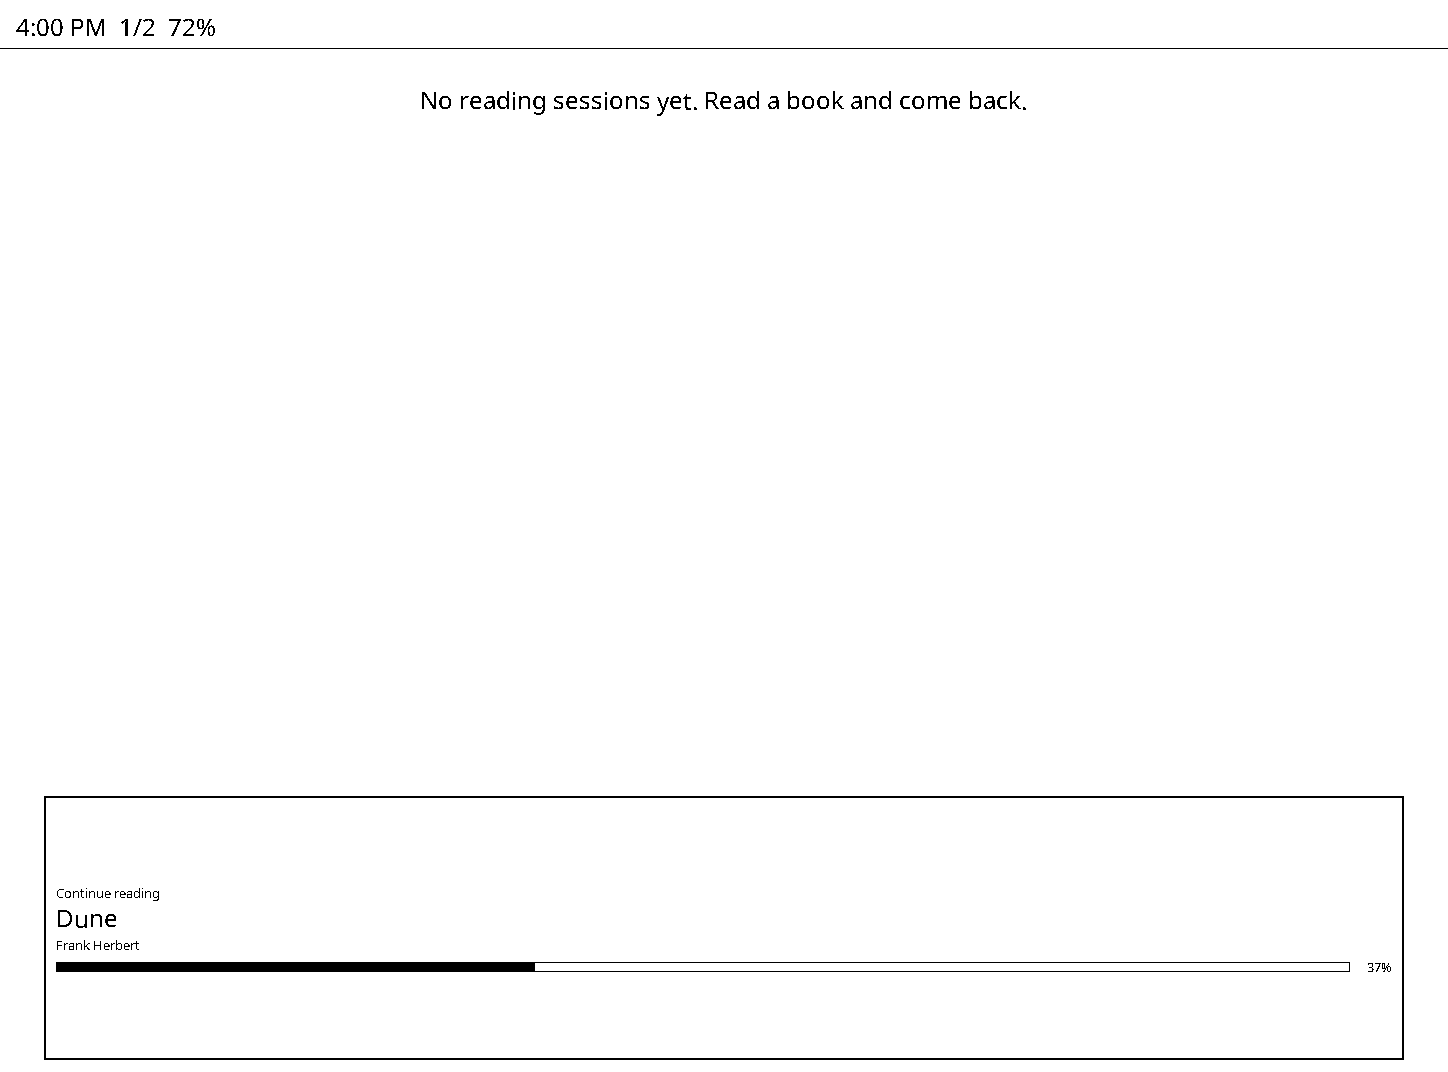 4:00 PM 1/2 72%
No reading sessions yet. Read a book and come back.
Continue reading
Dune
Frank Herbert
37%